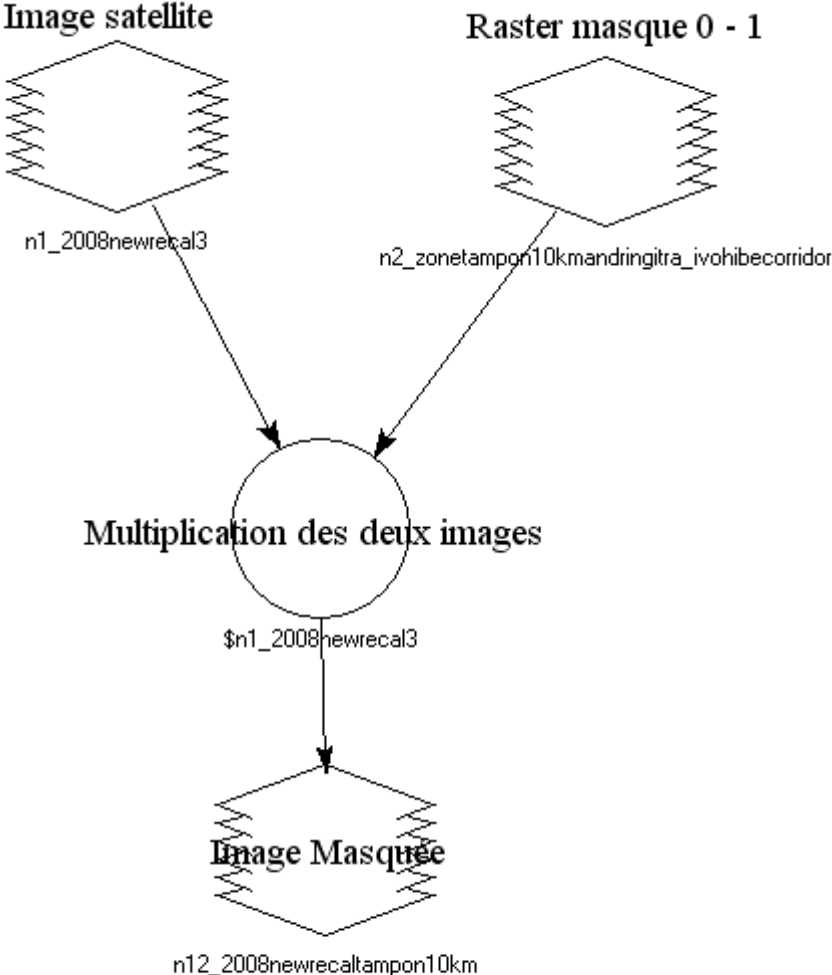 Image satellite
Raster masque 0 - 1
n1_2008newrecal3
n2_zonetampon10kmandringitra_ivohibecorridor
Multiplication des deux images
$n1_2008newrecal3
Image Masquée
n12_2008newrecaltampon10km